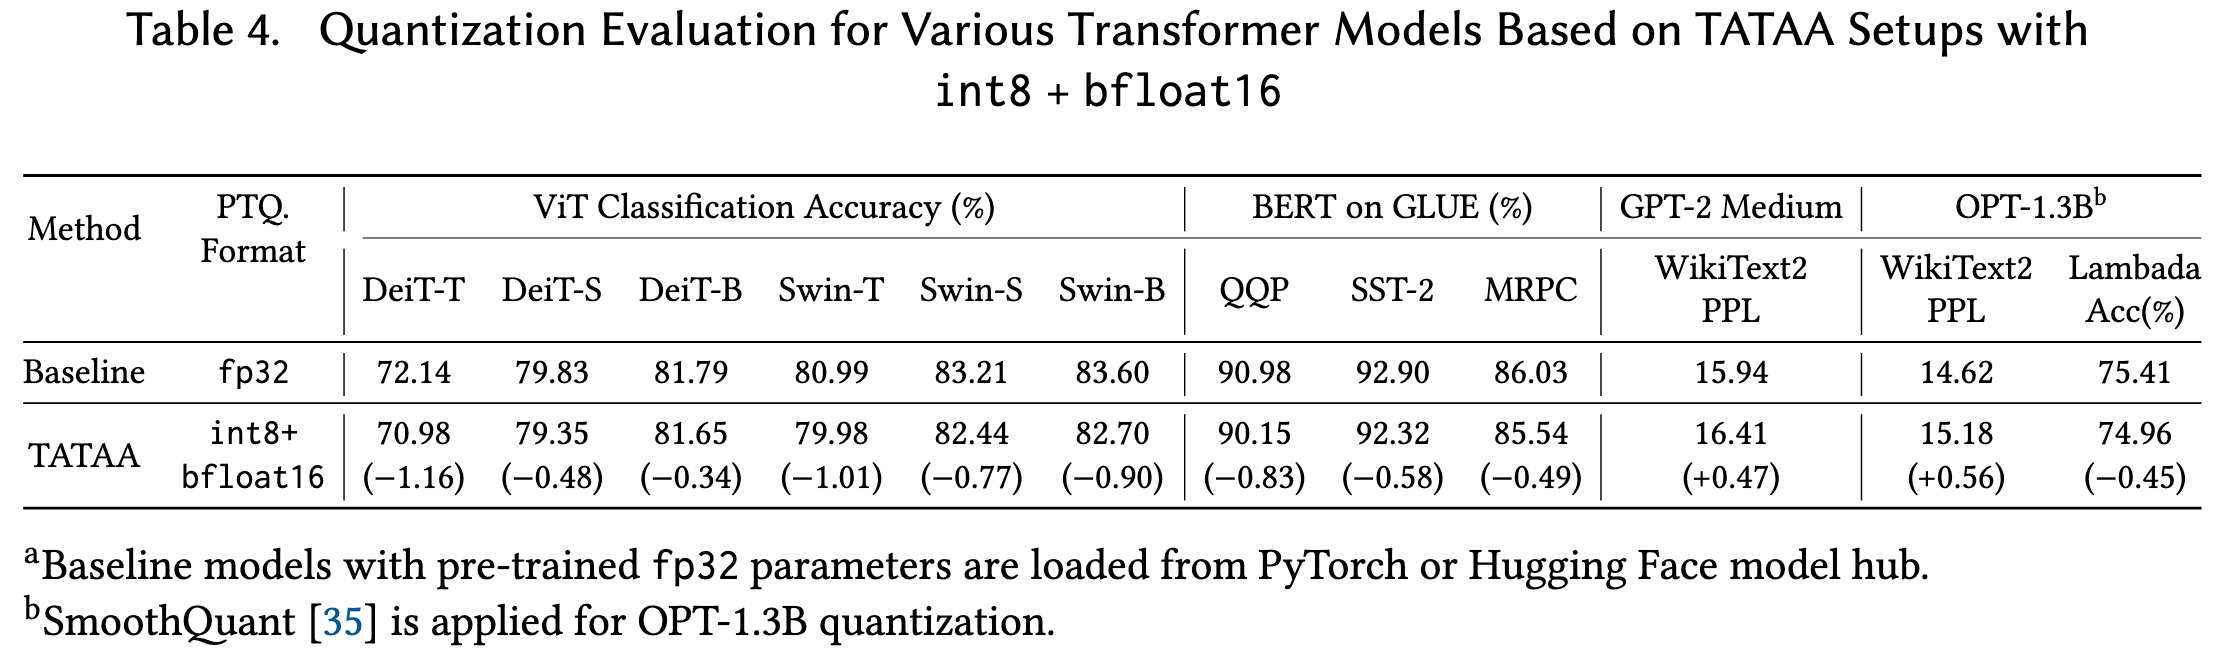 Table 4. Quantization Evaluation for Various Transformer Models Based on TATAA Setups with
int8 + bfloat16
Method PTQ. Format ViT Classification Accuracy (%) BERT on GLUE (%) GPT-2 Medium OPT-1.3Bᵇ
DeiT-T DeiT-S DeiT-B Swin-T Swin-S Swin-B QQP SST-2 MRPC WikiText2 PPL WikiText2 PPL Lambada Acc(%)
Baseline fp32 72.14 79.83 81.79 80.99 83.21 83.60 90.98 92.90 86.03 15.94 14.62 75.41
TATAA int8+ 70.98 79.35 81.65 79.98 82.44 82.70 90.15 92.32 85.54 16.41 15.18 74.96
bfloat16 (−1.16) (−0.48) (−0.34) (−1.01) (−0.77) (−0.90) (−0.83) (−0.58) (−0.49) (+0.47) (+0.56) (−0.45)
ᵃBaseline models with pre-trained fp32 parameters are loaded from PyTorch or Hugging Face model hub.
ᵇSmoothQuant [35] is applied for OPT-1.3B quantization.